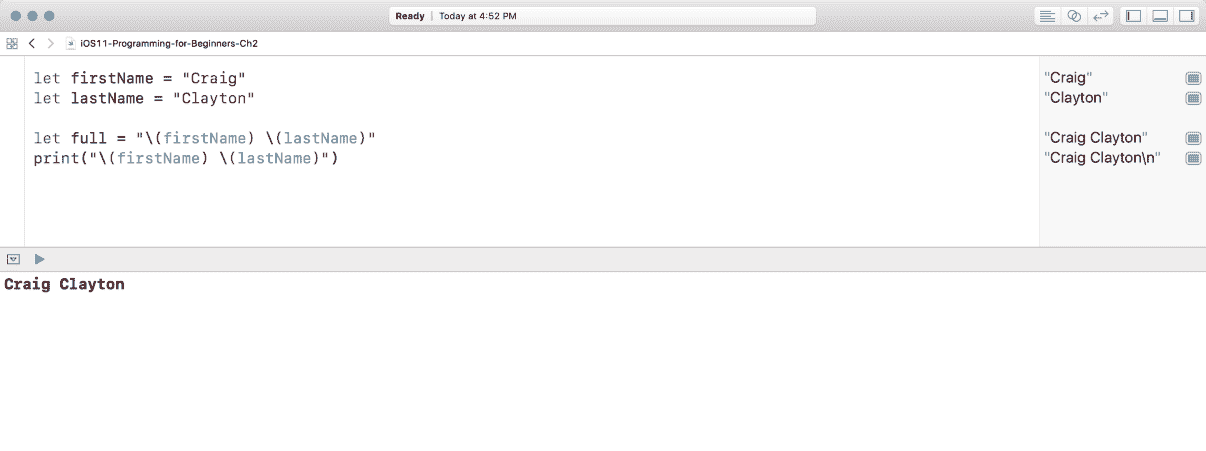 Ready | Today at 4:52 PM
iOS11-Programming-for-Beginners-Ch2
let firstName = "Craig"
"Craig"
let lastName = "Clayton"
"Clayton"
let full = "\(firstName) \(lastName)"
"Craig Clayton"
print("\(firstName) \(lastName)")
"Craig Clayton\n"
Craig Clayton